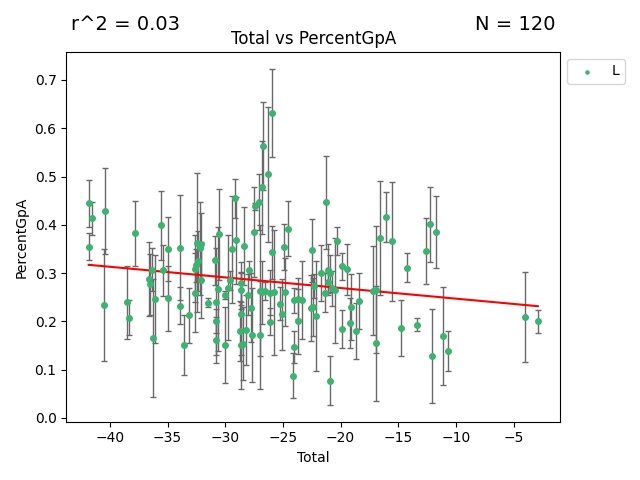 r^2 = 0.03 N = 120
Total vs PercentGpA
L
PercentGpA
0.7
0.6
0.5
0.4
0.3
0.2
0.1
0.0
−40 −35 −30 −25 −20 −15 −10 −5
Total